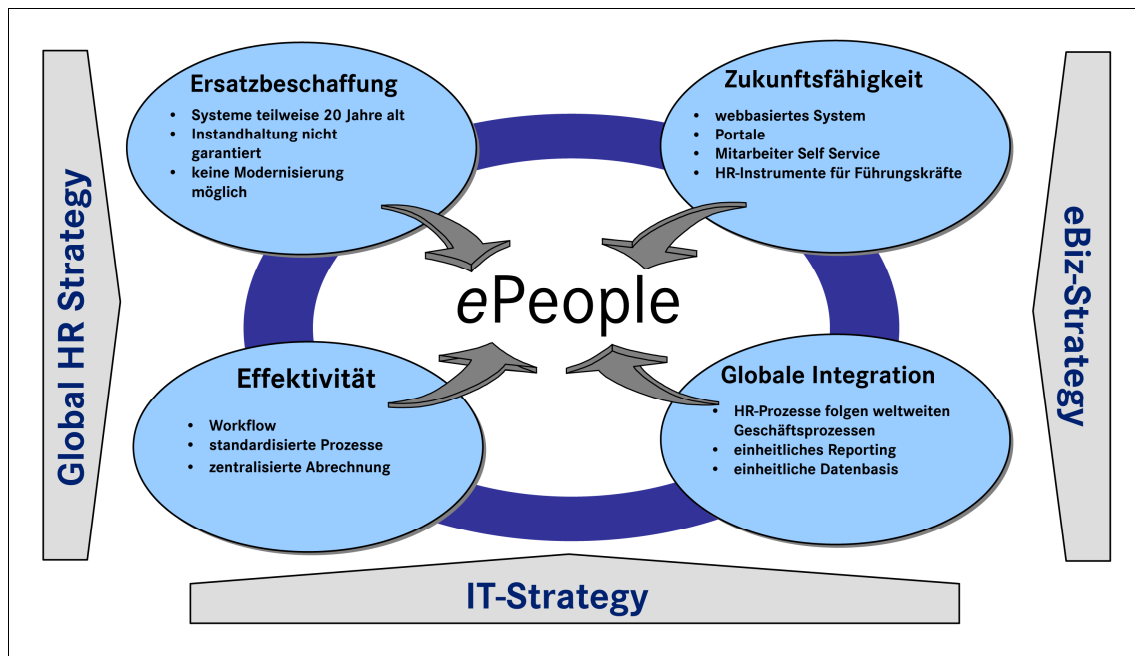 Ersatzbeschaffung
• Systeme teilweise 20 Jahre alt
• Instandhaltung nicht
garantiert
• keine Modernisierung
möglich
Zukunftsfähigkeit
• webbasiertes System
• Portale
• Mitarbeiter Self Service
• HR-Instrumente für Führungskräfte
Global HR Strategy
ePeople
eBiz-Strategy
Effektivität
• Workflow
• standardisierte Prozesse
• zentralisierte Abrechnung
Globale Integration
• HR-Prozesse folgen weltweiten
Geschäftsprozessen
• einheitliches Reporting
• einheitliche Datenbasis
IT-Strategy